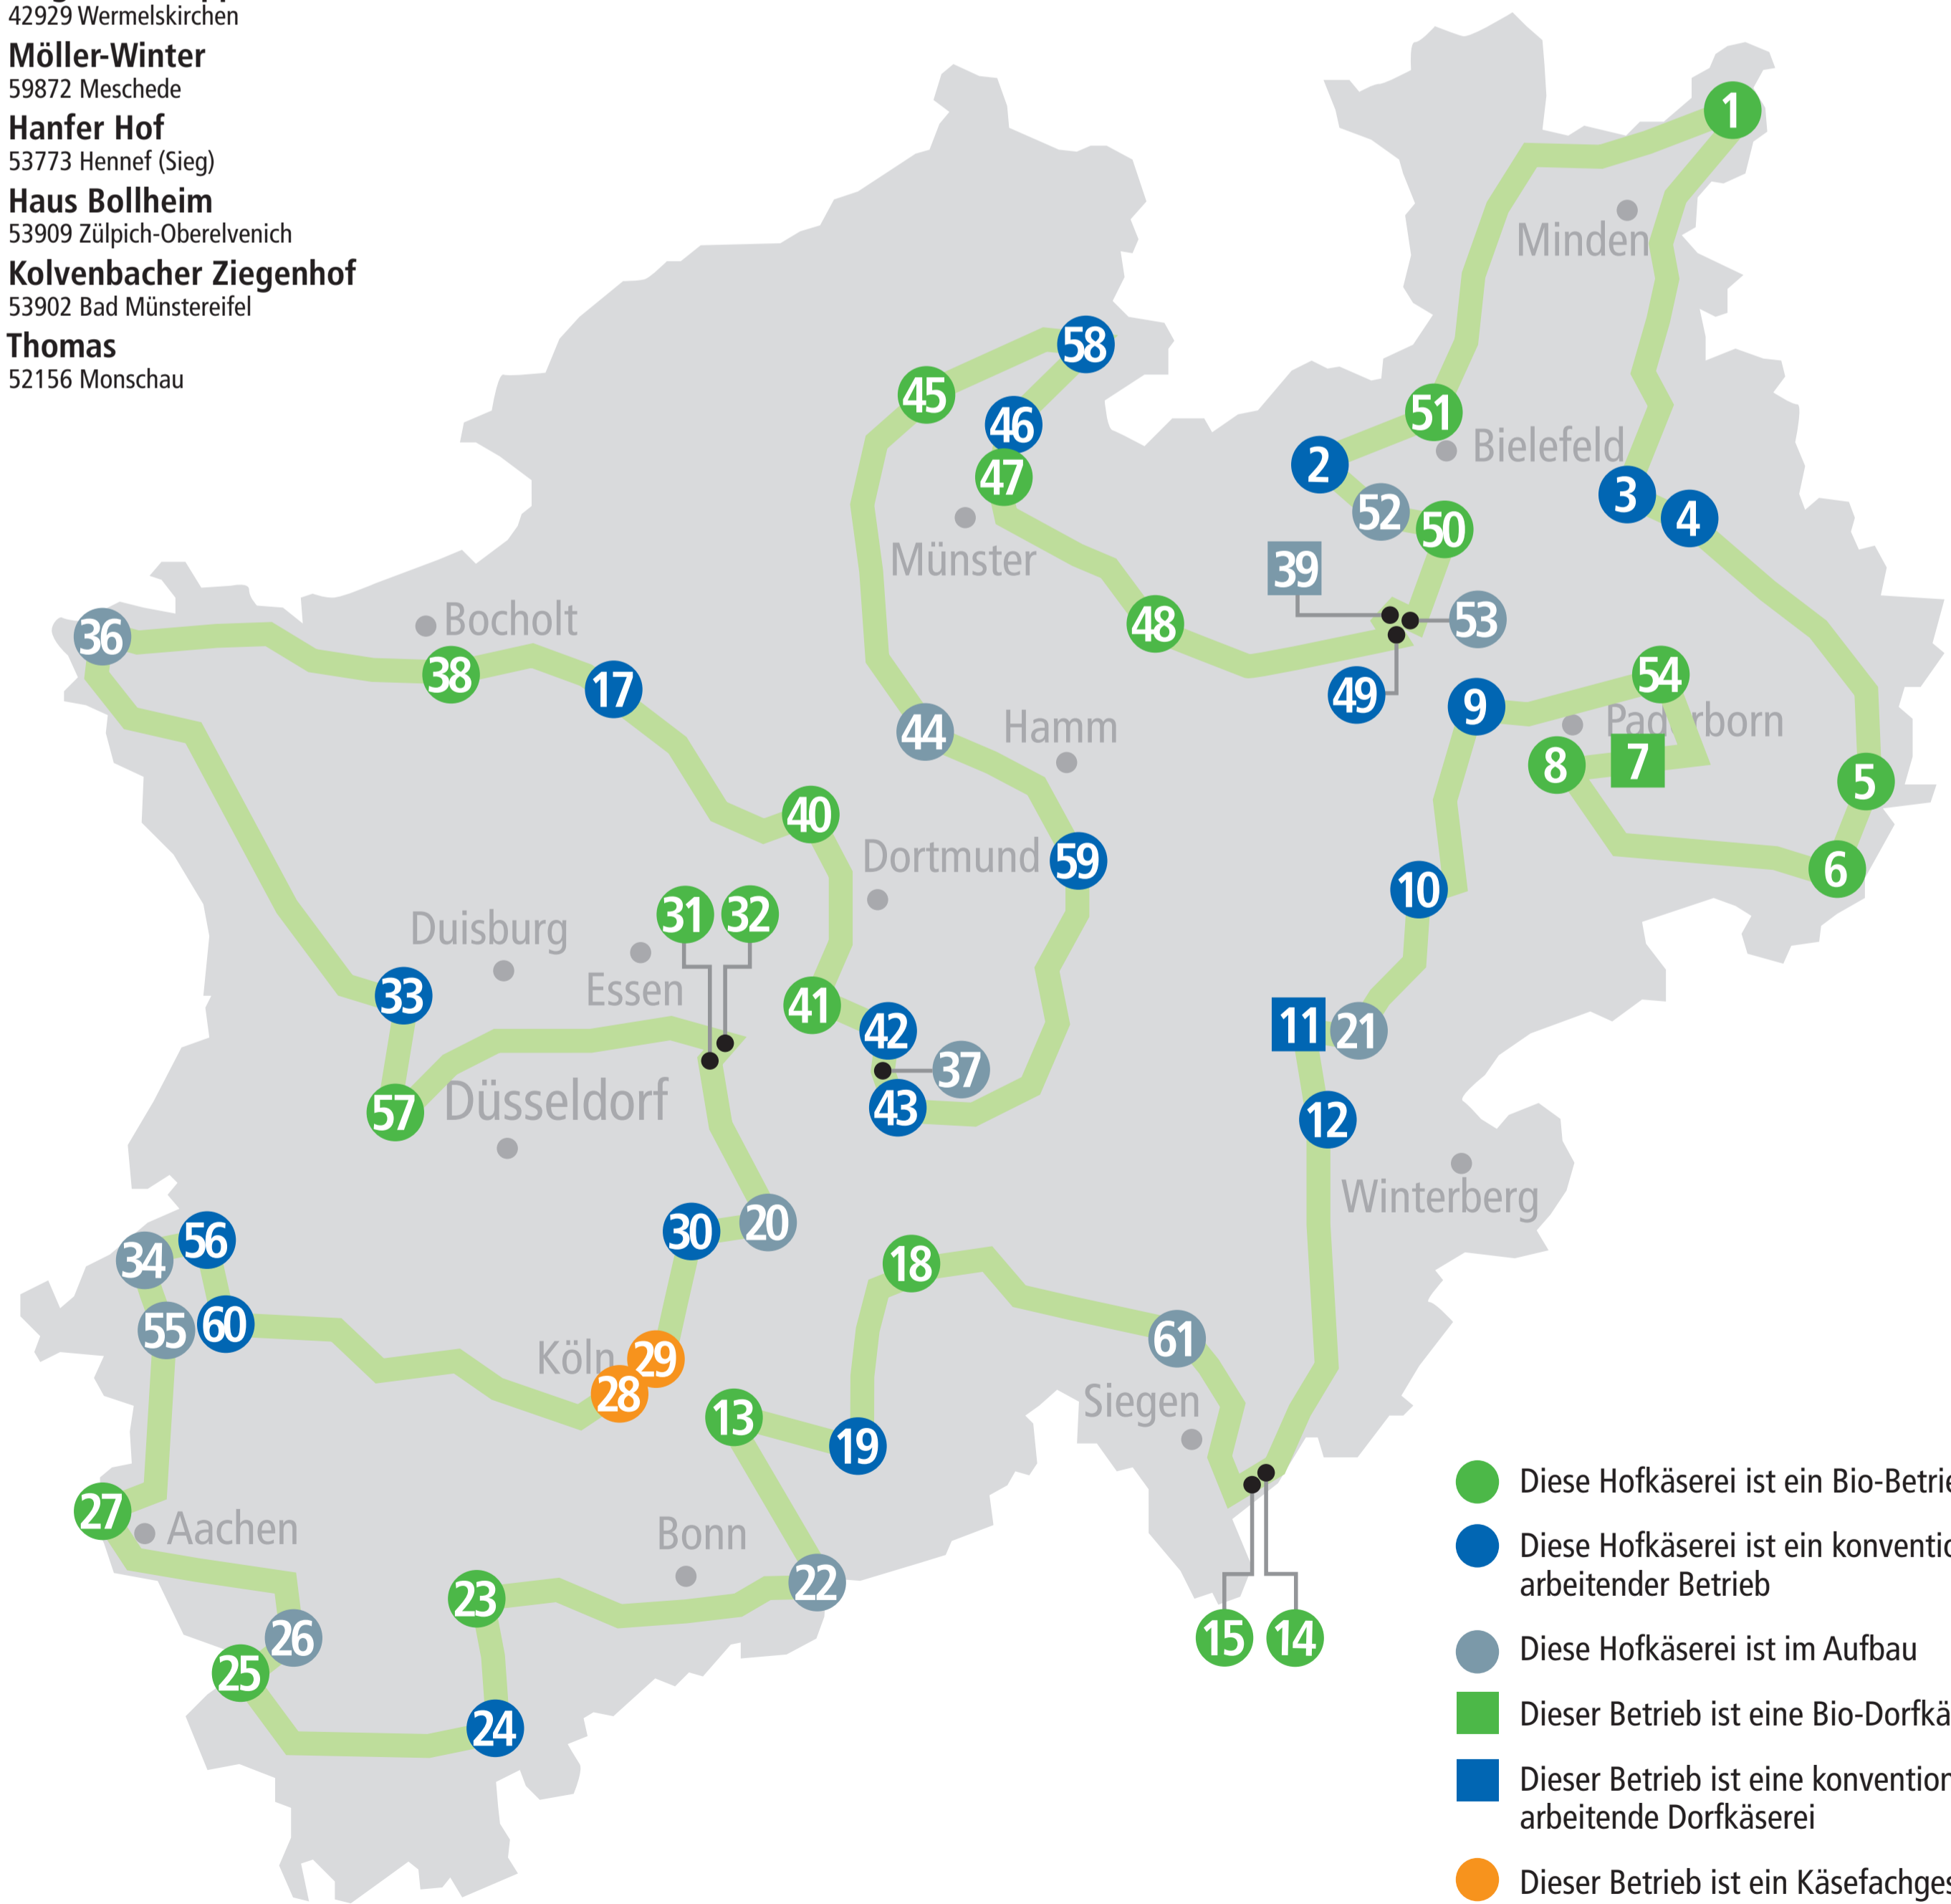 42929 Wermelskirchen
Möller-Winter
59872 Meschede
Hanfer Hof
53773 Hennef (Sieg)
Haus Bollheim
53909 Zülpich-Oberelvenich
Kolvenbacher Ziegenhof
53902 Bad Münstereifel
Thomas
52156 Monschau
1
Minden
58
45
46
51
Bielefeld
2
47
3
4
52
50
Münster
39
36
Bocholt
48
53
38
17
54
49
9
Paderborn
44
Hamm
8
7
5
40
Dortmund
59
6
10
31
32
Duisburg
Essen
33
41
42
11
21
37
57
Düsseldorf
43
12
Winterberg
30
20
56
34
18
55
60
61
Köln
29
28
13
Siegen
19
27
Aachen
Bonn
22
23
26
25
15
14
24
Diese Hofkäserei ist ein Bio-Betrie
Diese Hofkäserei ist ein konventio
arbeitender Betrieb
Diese Hofkäserei ist im Aufbau
Dieser Betrieb ist eine Bio-Dorfkä
Dieser Betrieb ist eine konvention
arbeitende Dorfkäserei
Dieser Betrieb ist ein Käsefachges